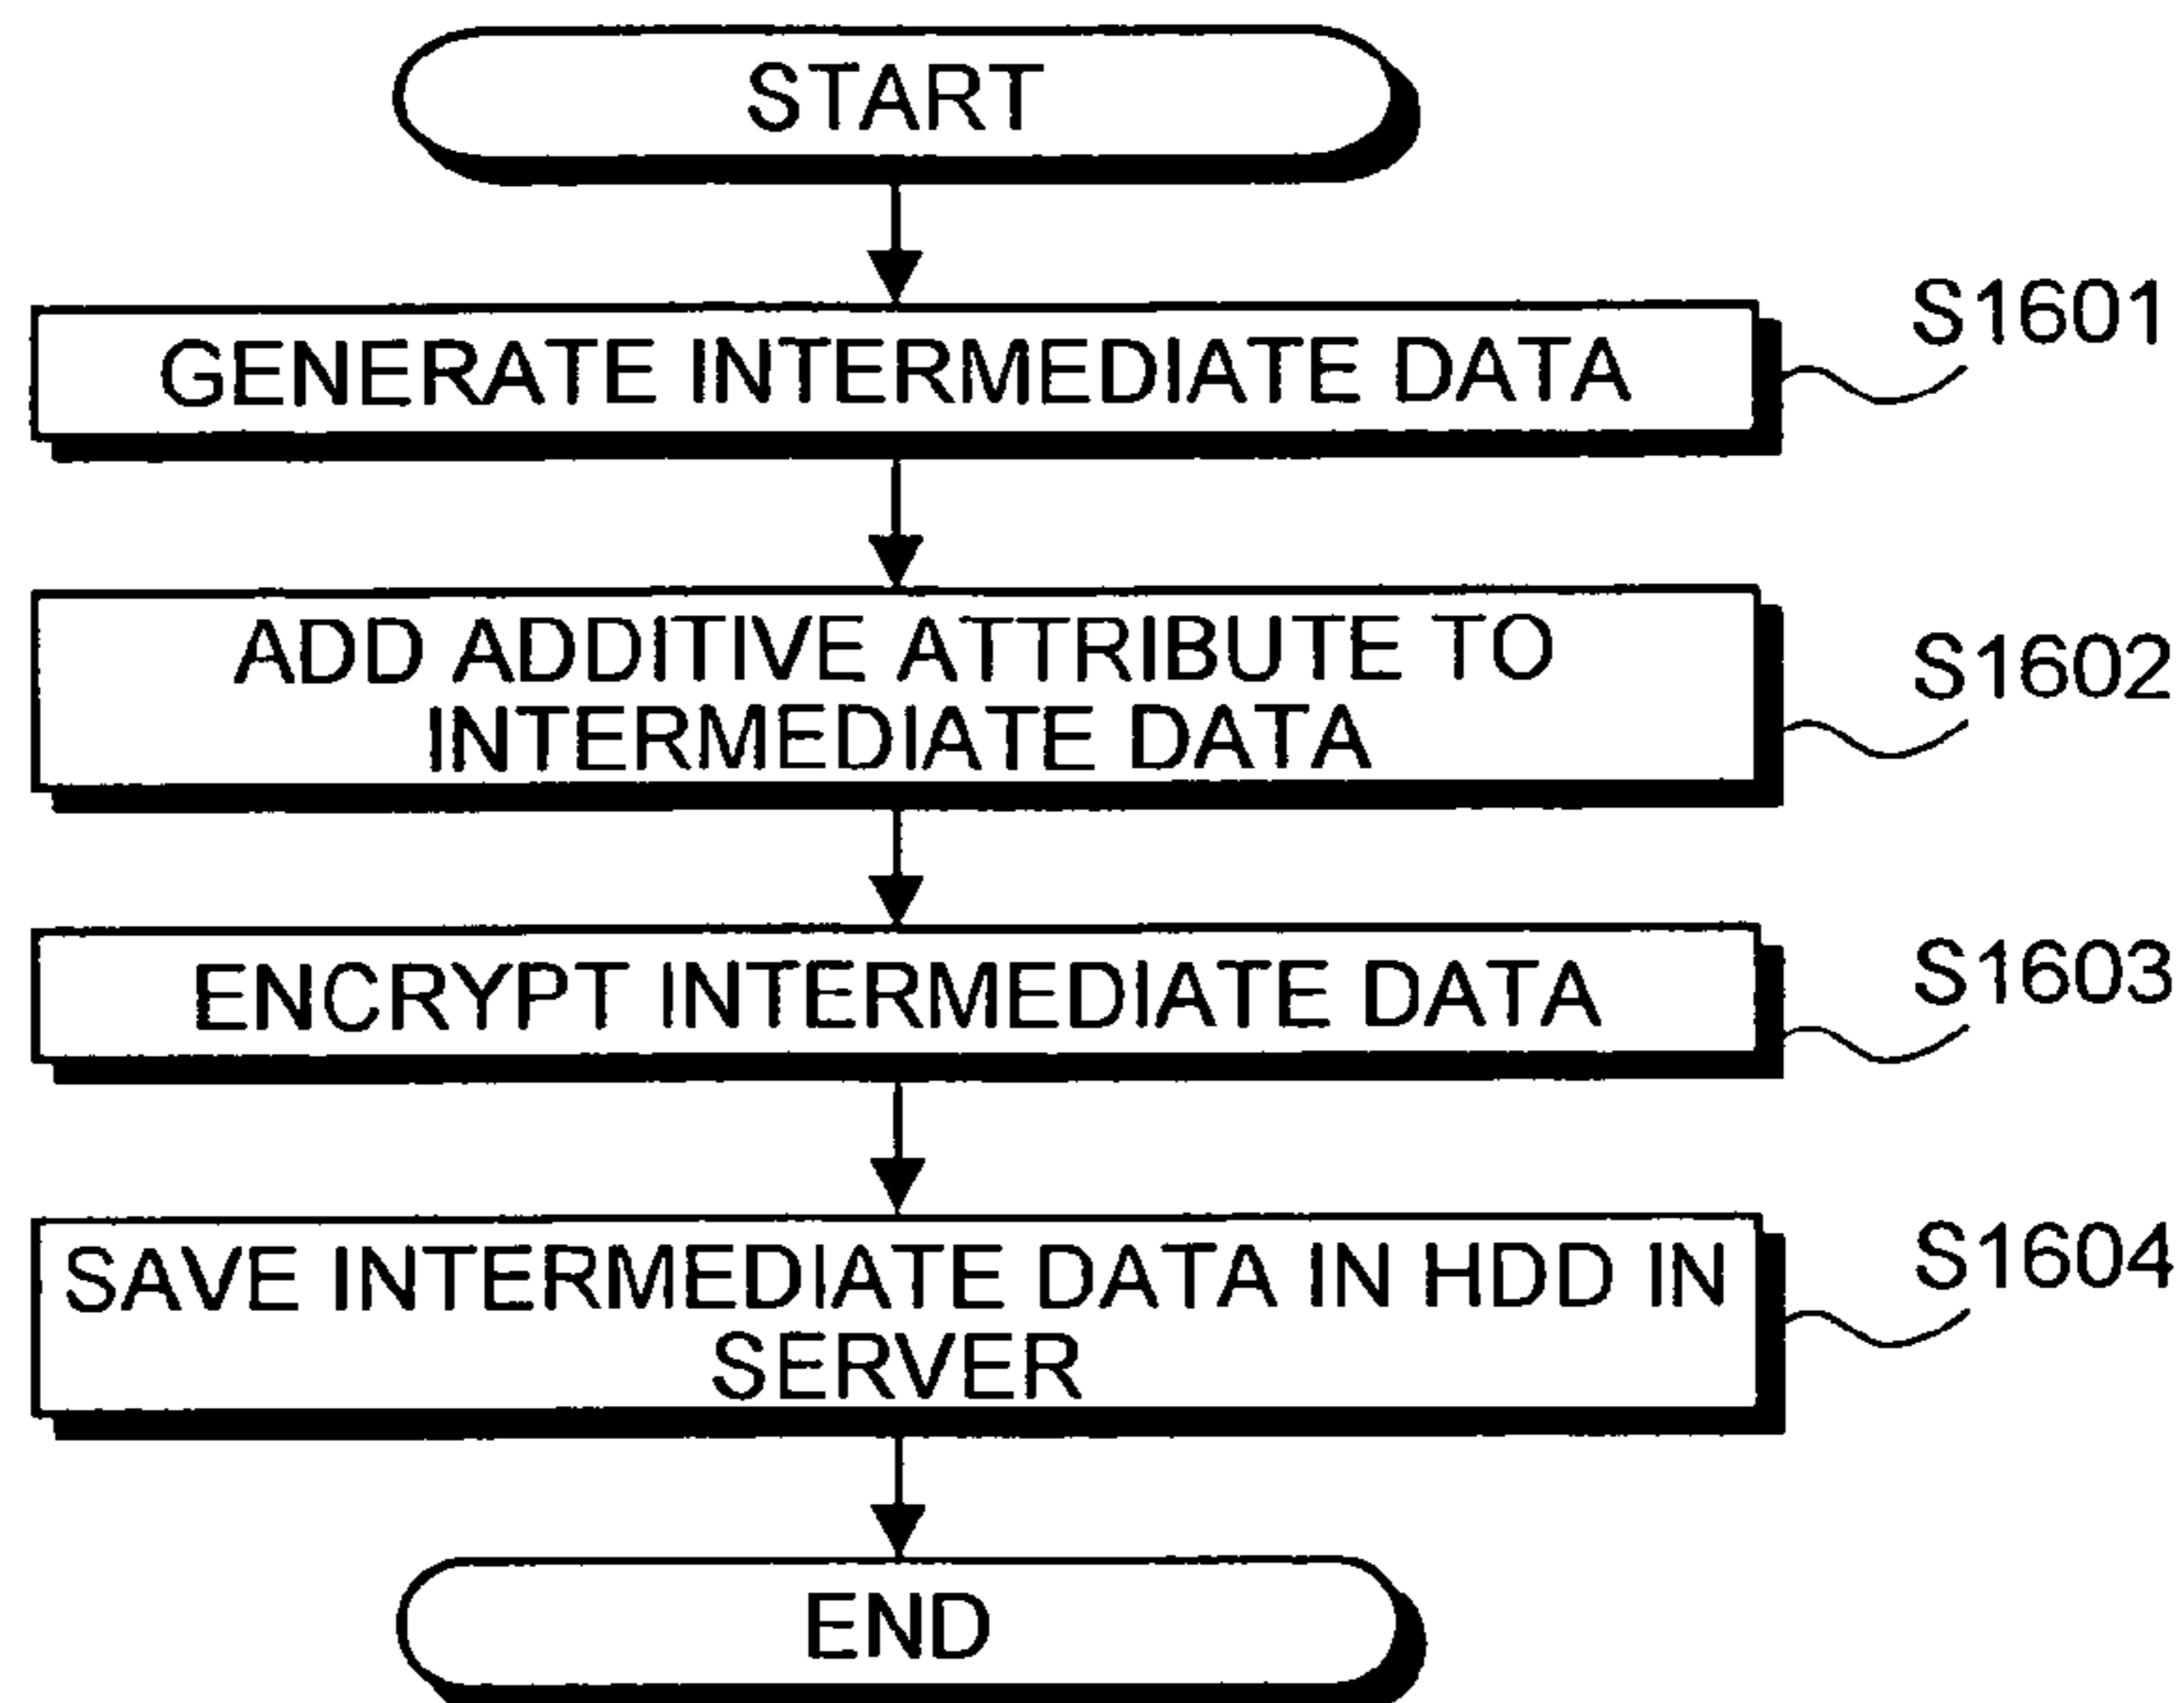 START
GENERATE INTERMEDIATE DATA
S1601
ADD ADDITIVE ATTRIBUTE TO
INTERMEDIATE DATA
S1602
ENCRYPT INTERMEDIATE DATA
S1603
SAVE INTERMEDIATE DATA IN HDD IN
SERVER
S1604
END